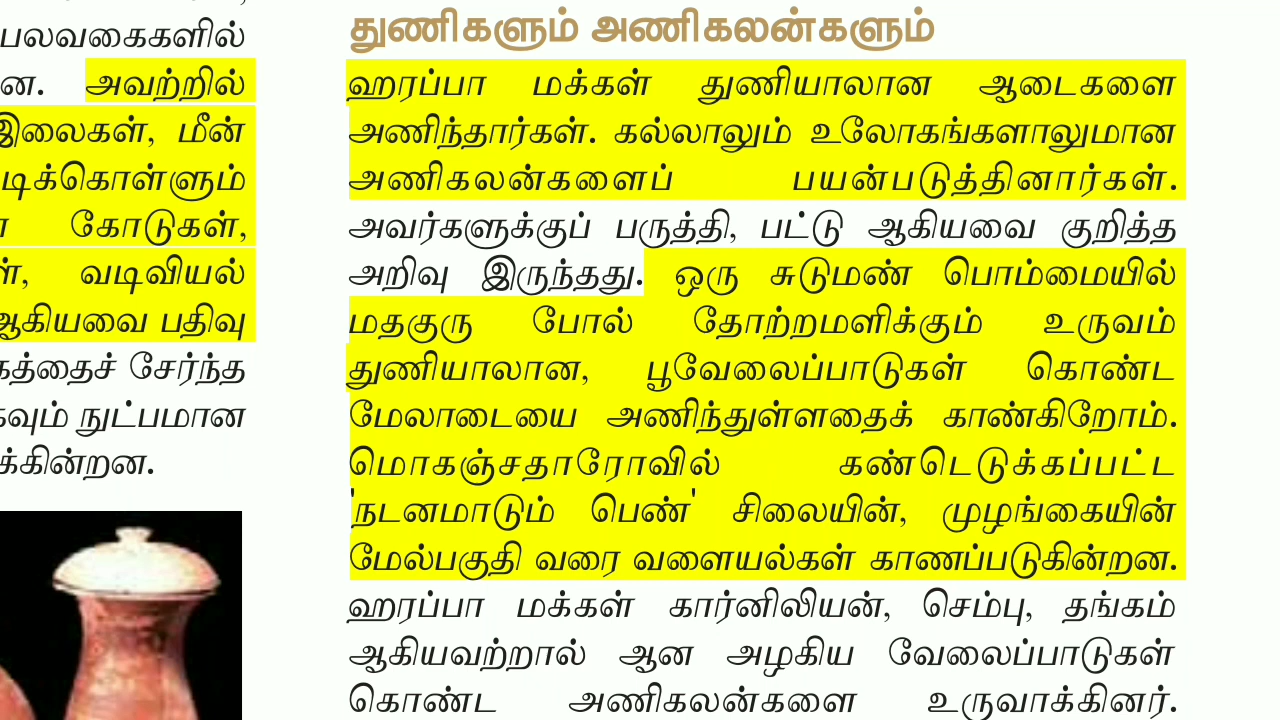 பலவகைகளில்
ன. அவற்றில்
இலைகள், மீன்
டிக்கொள்ளும்
கோடுகள்,
வடிவியல்
ஆகியவை பதிவு
கத்தைச் சேர்ந்த
கவும் நுட்பமான
க்கின்றன.
துணிகளும் அணிகலன்களும்
ஹரப்பா மக்கள் துணியாலான ஆடைகளை
அணிந்தார்கள். கல்லாலும் உலோகங்களாலுமான
அணிகலன்களைப் பயன்படுத்தினார்கள்.
அவர்களுக்குப் பருத்தி, பட்டு ஆகியவை குறித்த
அறிவு இருந்தது. ஒரு சுடுமண் பொம்மையில்
மதகுரு போல் தோற்றமளிக்கும் உருவம்
துணியாலான, பூவேலைப்பாடுகள் கொண்ட
மேலாடையை அணிந்துள்ளதைக் காண்கிறோம்.
மொகஞ்சதாரோவில் கண்டெடுக்கப்பட்ட
'நடனமாடும் பெண்' சிலையின், முழங்கையின்
மேல்பகுதி வரை வளையல்கள் காணப்படுகின்றன.
ஹரப்பா மக்கள் கார்னிலியன், செம்பு, தங்கம்
ஆகியவற்றால் ஆன அழகிய வேலைப்பாடுகள்
கொண்ட அணிகலன்களை உருவாக்கினர்.